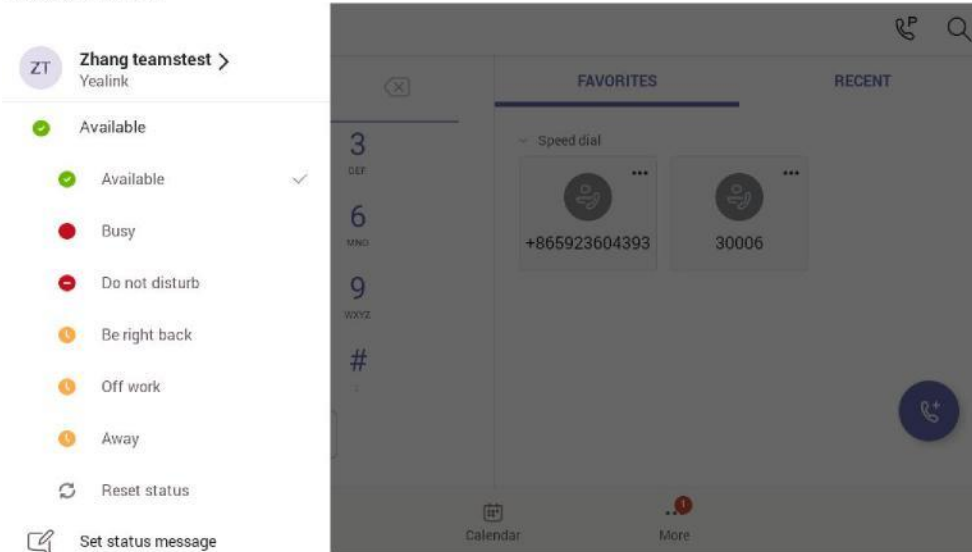 ZT
Zhang teamstest
Yealink
Available
Available
Busy
Do not disturb
Be right back
Off work
Away
Reset status
Set status message
3
DEF
6
MNO
9
WXYZ
#
P
FAVORITES
RECENT
Speed dial
+865923604393
30006
Calendar
More
1